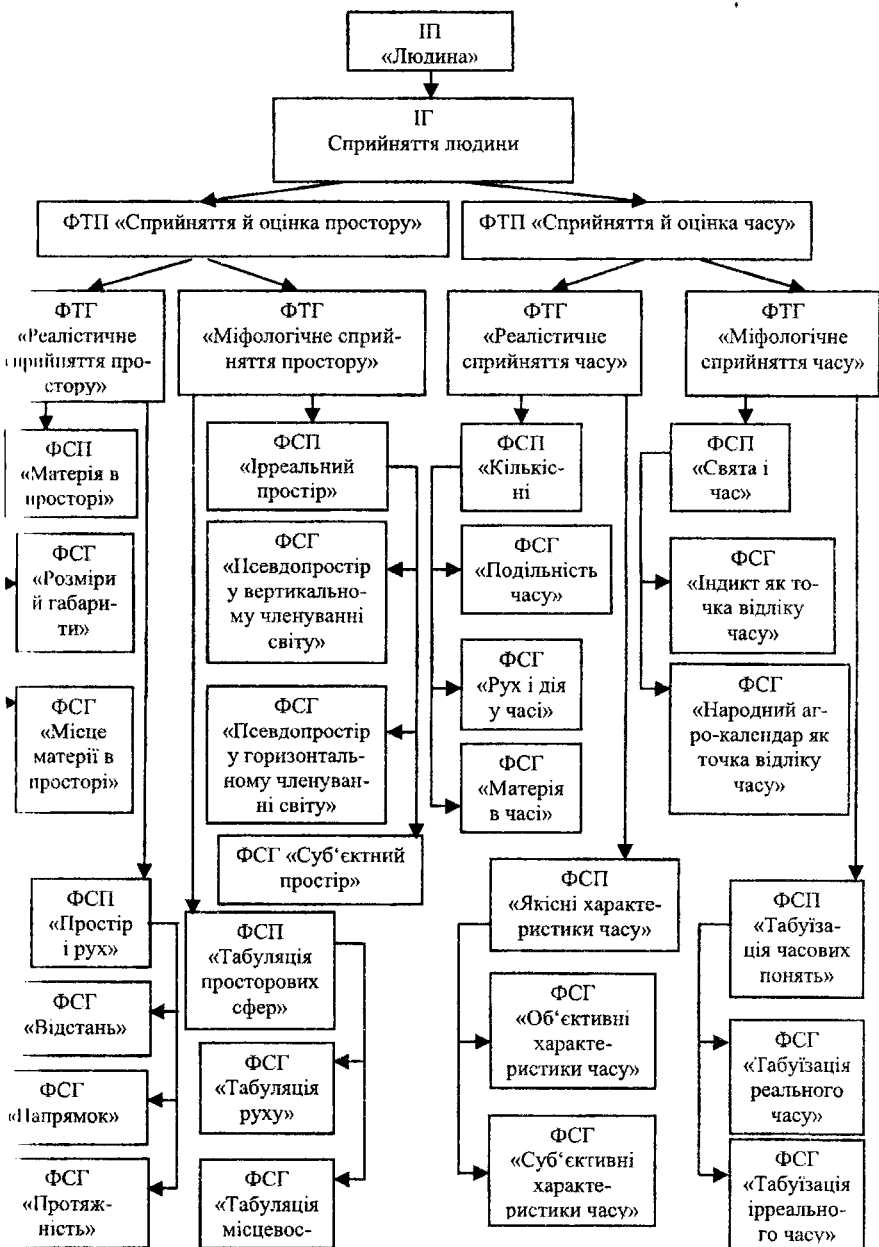 ІП
«Людина»
ІГ
Сприйняття людини
ФТП «Сприйняття й оцінка простору»
ФТП «Сприйняття й оцінка часу»
ФТГ
«Реалістичне
сприйняття про-
стору»
ФТГ
«Міфологічне сприй-
няття простору»
ФТГ
«Реалістичне
сприйняття часу»
ФТГ
«Міфологічне
сприйняття часу»
ФСП
«Матерія в
просторі»
ФСГ
«Розміри
й габари-
ти»
ФСГ
«Місце
матерії в
просторі»
ФСП
«Ірреальний
простір»
ФСГ
«Псевдопростір
у вертикально-
му членуванні
світу»
ФСГ
«Псевдопростір
у горизонталь-
ному членуван-
ні світу»
ФСГ «Суб‘єктний
простір»
ФСП
«Кількіс-
ні
ФСГ
«Подільність
часу»
ФСГ
«Рух і дія
у часі»
ФСГ
«Матерія
в часі»
ФСП
«Свята і
час»
ФСГ
«Індикт як то-
чка відліку
часу»
ФСГ
«Народний аг-
ро-календар як
точка відліку
часу»
ФСП
«Простір
і рух»
ФСГ
«Відстань»
ФСГ
«Напрямок»
ФСГ
«Протяж-
ність»
ФСП
«Табуляція
просторових
сфер»
ФСГ
«Табуляція
руху»
ФСГ
«Табуляція
місцевос-
ФСП
«Якісні характе-
ристики часу»
ФСГ
«Об‘єктивні
характе-
ристики часу»
ФСГ
«Суб‘єктивні
характе-
ристики часу»
ФСП
«Табуїза-
ція часових
понять»
ФСГ
«Табуїзація
реального
часу»
ФСГ
«Табуїзація
ірреально-
го часу»